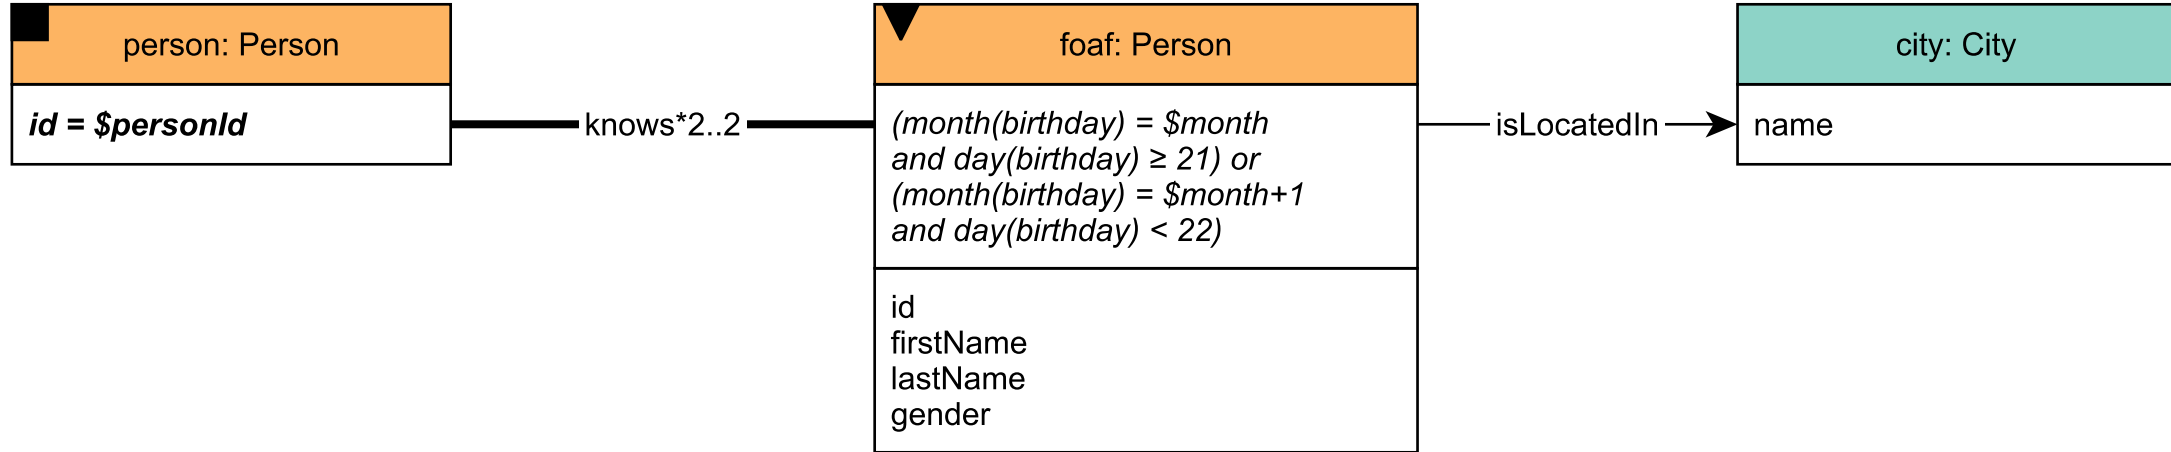 person: Person
id = $personId
knows*2..2
foaf: Person
(month(birthday) = $month
and day(birthday) ≥ 21) or
(month(birthday) = $month+1
and day(birthday) < 22)
id
firstName
lastName
gender
isLocatedIn
city: City
name